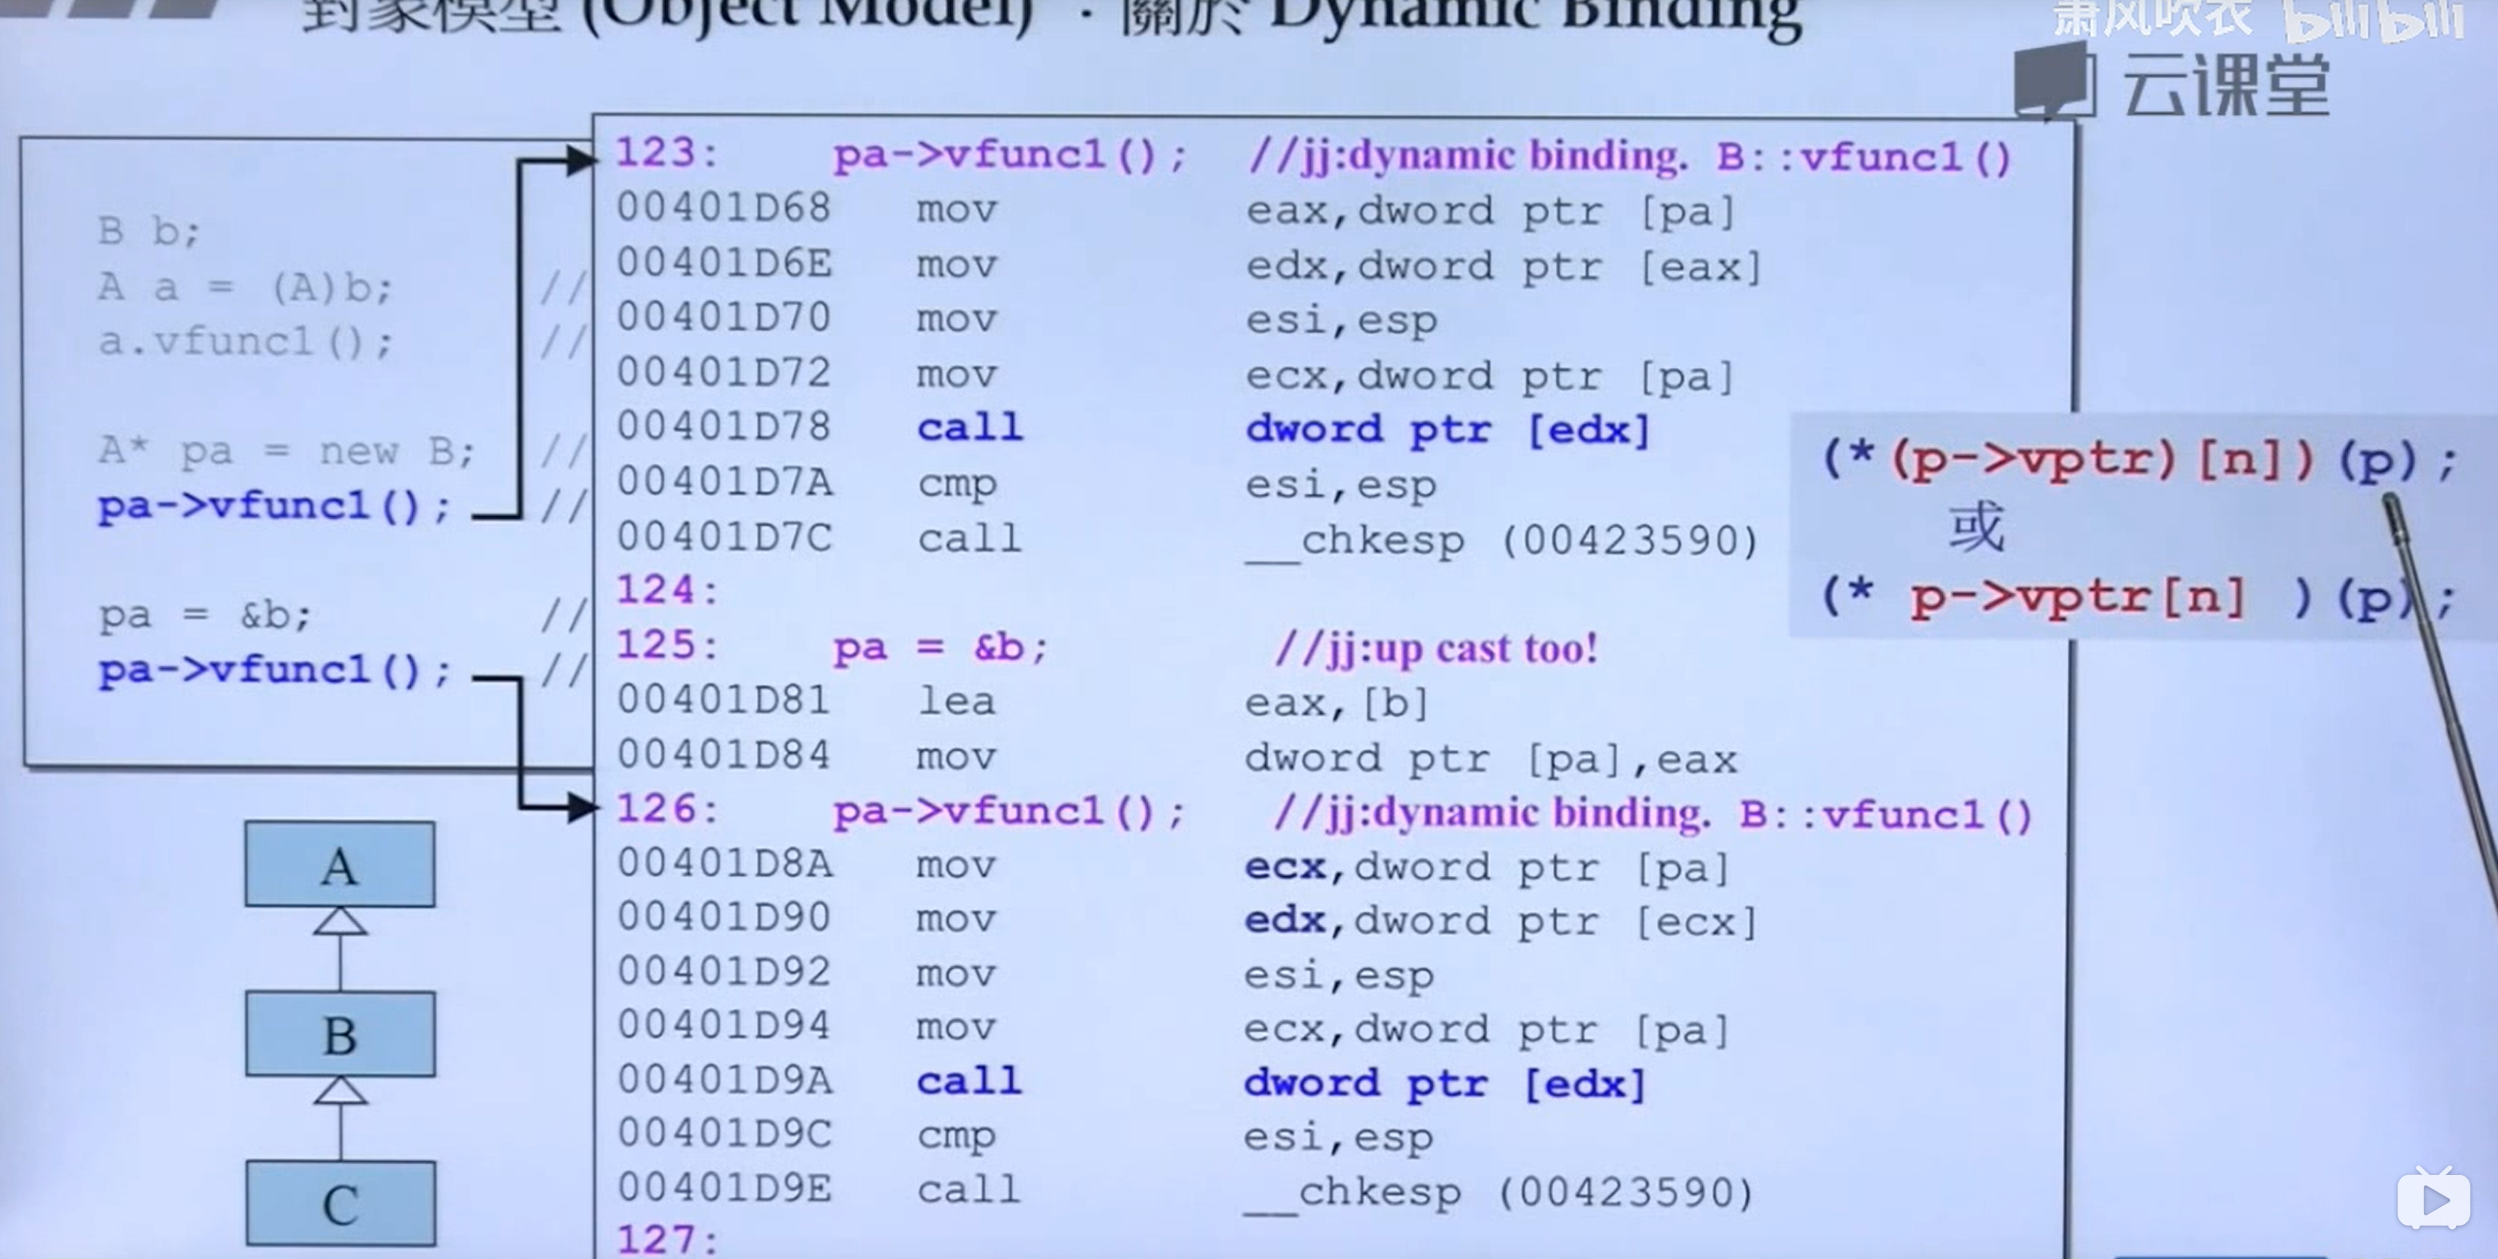 對象模型 (Object Model) · 關於 Dynamic Binding
萧风吹衣 bilibili
云课堂
B b;
A a = (A)b; //
a.vfunc1(); //
A* pa = new B; //
pa->vfunc1(); //
pa = &b; //
pa->vfunc1(); //
123: pa->vfunc1(); //jj:dynamic binding. B::vfunc1()
00401D68 mov eax,dword ptr [pa]
00401D6E mov edx,dword ptr [eax]
00401D70 mov esi,esp
00401D72 mov ecx,dword ptr [pa]
00401D78 call dword ptr [edx]
00401D7A cmp esi,esp
00401D7C call __chkesp (00423590)
124:
125: pa = &b; //jj:up cast too!
00401D81 lea eax,[b]
00401D84 mov dword ptr [pa],eax
126: pa->vfunc1(); //jj:dynamic binding. B::vfunc1()
00401D8A mov ecx,dword ptr [pa]
00401D90 mov edx,dword ptr [ecx]
00401D92 mov esi,esp
00401D94 mov ecx,dword ptr [pa]
00401D9A call dword ptr [edx]
00401D9C cmp esi,esp
00401D9E call __chkesp (00423590)
127:
(*(p->vptr)[n])(p);
或
(* p->vptr[n] )(p);
A
B
C